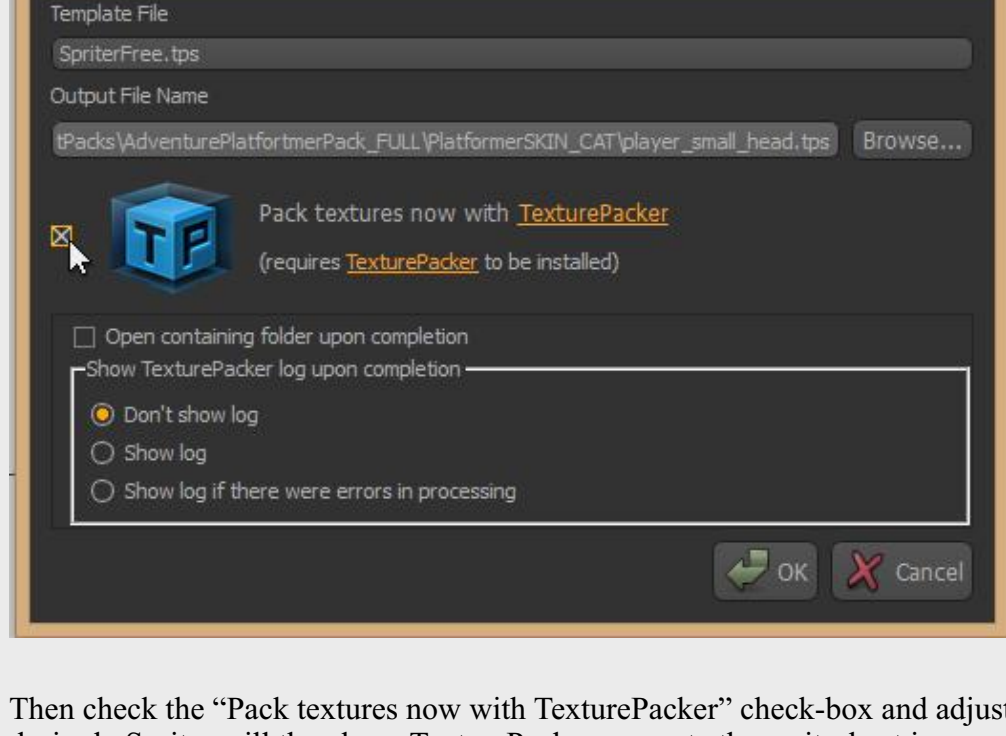 Template File
SpriterFree.tps
Output File Name
tPacks\AdventurePlatfortmerPack_FULL\PlatformerSKIN_CAT\player_small_head.tps Browse...
TP
Pack textures now with TexturePacker
(requires TexturePacker to be installed)
Open containing folder upon completion
Show TexturePacker log upon completion
Don't show log
Show log
Show log if there were errors in processing
OK Cancel
Then check the “Pack textures now with TexturePacker” check-box and adjust